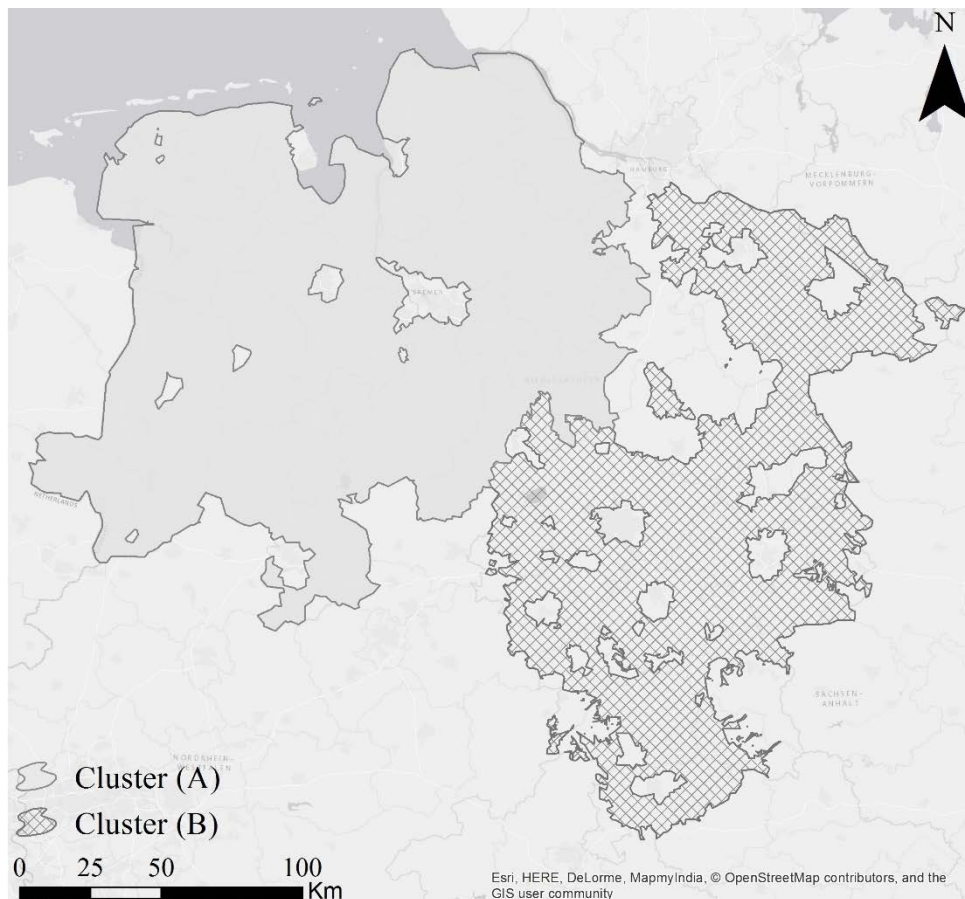 N
HAMBURG
MECKLENBURG-
VORPOMMERN
BREMEN
NETHERLANDS
SACHSEN-
ANHALT
NORDRHEIN-
WESTFALEN
Cluster (A)
Cluster (B)
0 25 50 100
Km
Esri, HERE, DeLorme, MapmyIndia, © OpenStreetMap contributors, and the
GIS user community